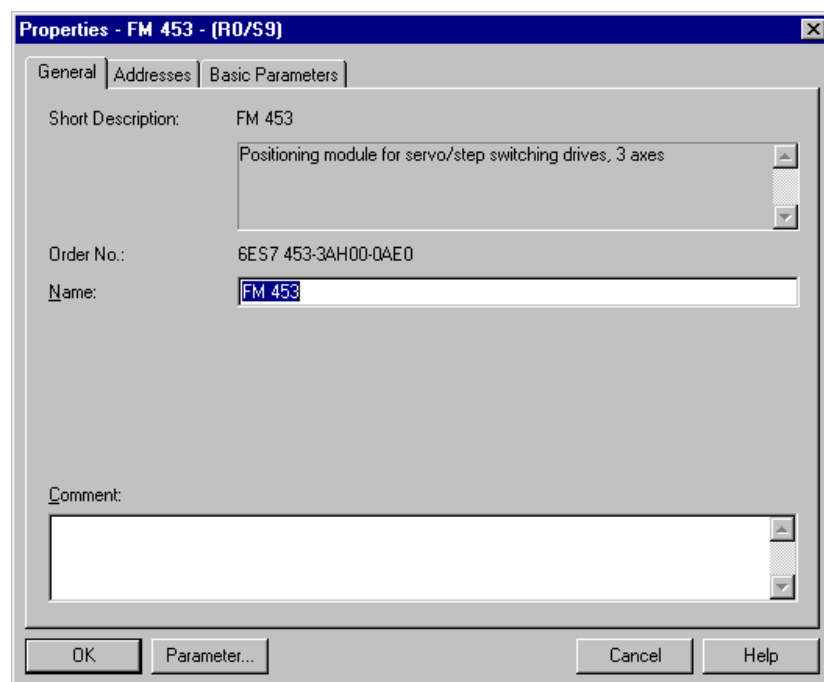 Properties - FM 453 - (R0/S9)
General Addresses Basic Parameters
Short Description: FM 453
Positioning module for servo/step switching drives, 3 axes
Order No.: 6ES7 453-3AH00-0AE0
Name: FM 453
Comment:
OK Parameter... Cancel Help